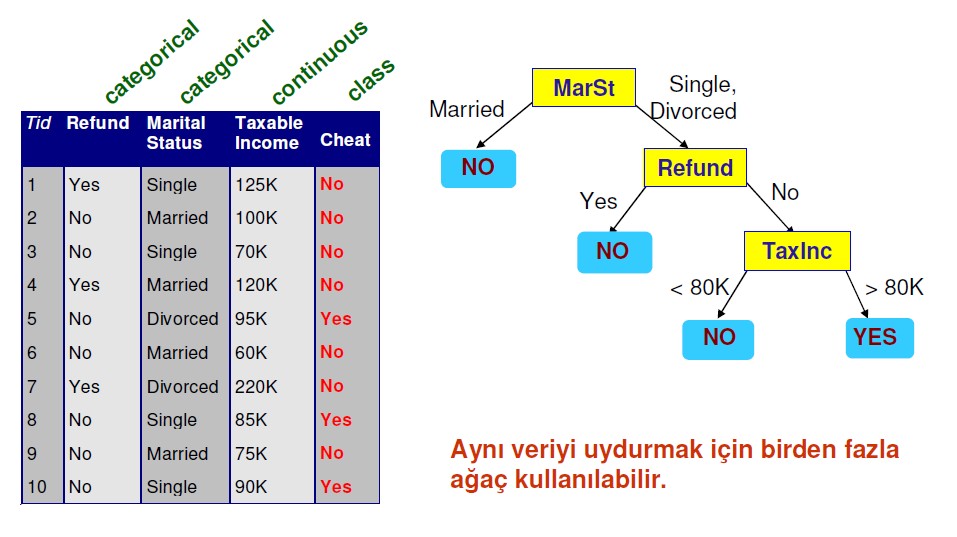 categorical
categorical
continuous
class
Tid Refund Marital Status Taxable Income Cheat
1 Yes Single 125K No
2 No Married 100K No
3 No Single 70K No
4 Yes Married 120K No
5 No Divorced 95K Yes
6 No Married 60K No
7 Yes Divorced 220K No
8 No Single 85K Yes
9 No Married 75K No
10 No Single 90K Yes
MarSt
Married
Single,
Divorced
NO
Refund
Yes
No
NO
TaxInc
< 80K
> 80K
NO
YES
Aynı veriyi uydurmak için birden fazla
ağaç kullanılabilir.